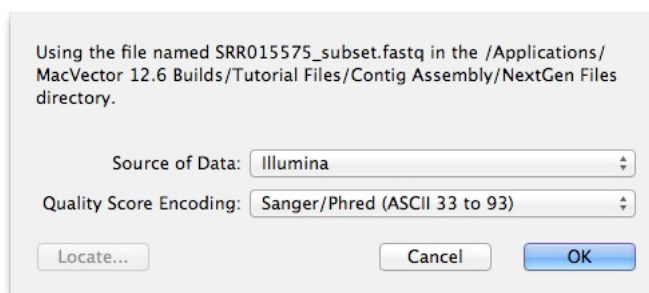 Using the file named SRR015575_subset.fastq in the /Applications/
MacVector 12.6 Builds/Tutorial Files/Contig Assembly/NextGen Files
directory.
Source of Data: Illumina
Quality Score Encoding: Sanger/Phred (ASCII 33 to 93)
Locate... Cancel OK